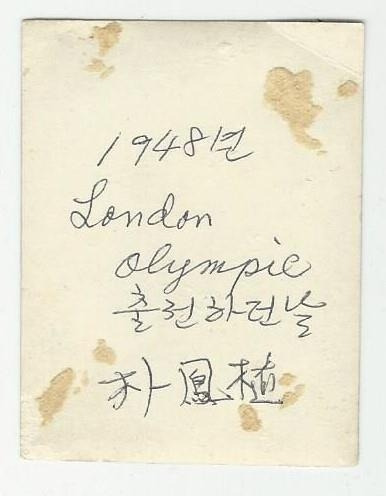 1948년
London
Olympic
출전하던날
朴鳳植